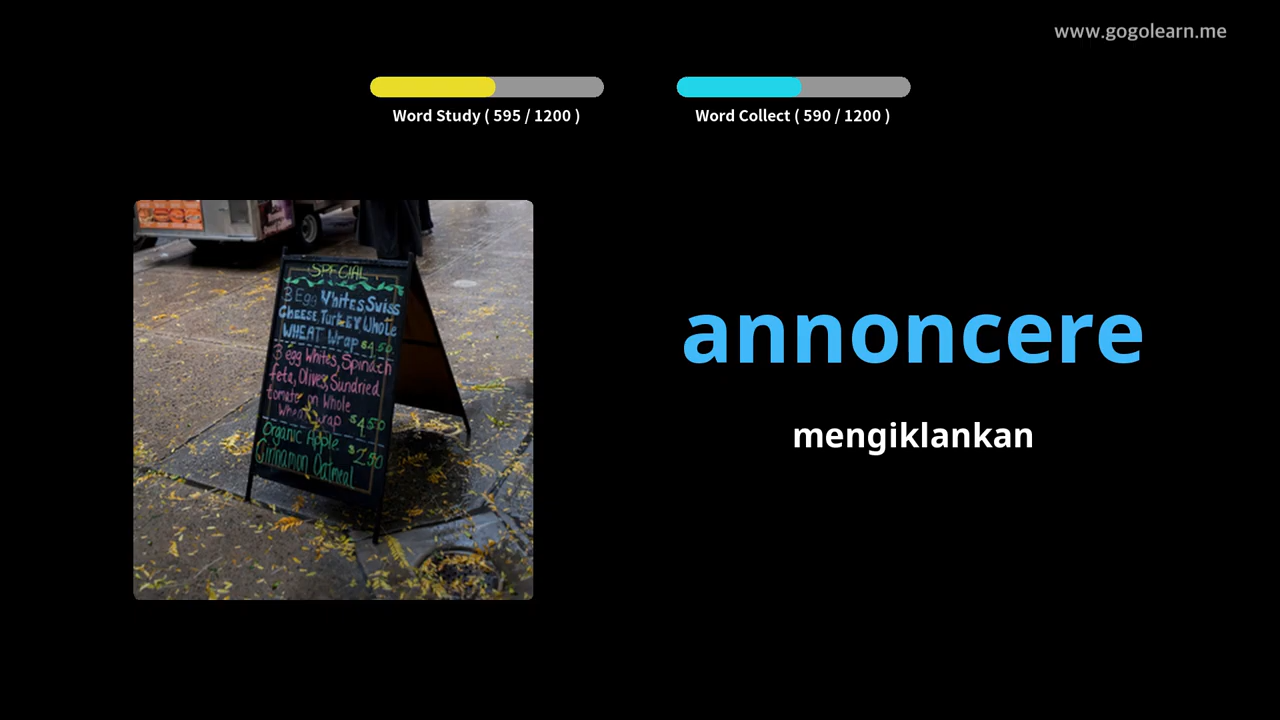 www.gogolearn.me
Word Study ( 595 / 1200 )
Word Collect ( 590 / 1200 )
SPECIAL
3 Egg Whites, Swiss
Cheese, Turkey Whole
WHEAT Wrap $4.50
3 egg Whites, Spinach
feta, Olives, Sundried
tomato on Whole
Wheat Wrap $4.50
Organic Apple
Cinnamon Oatmeal $2.50
annoncere
mengiklankan